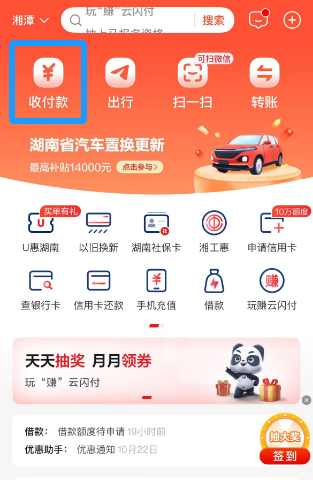 湘潭
玩“赚”云闪付
搜索
可扫微信
收付款 出行 扫一扫 转账
湖南省汽车置换更新
最高补贴14000元 点击参与
买单有礼 10万额度
U惠湖南 以旧换新 湖南社保卡 湘工惠 申请信用卡
赚
查银行卡 信用卡还款 手机充值 借款 玩赚云闪付
天天抽奖 月月领券
玩“赚”云闪付
抽大奖
签到
借款： 借款额度待申请 19小时前
优惠助手： 优惠通知 10月22日